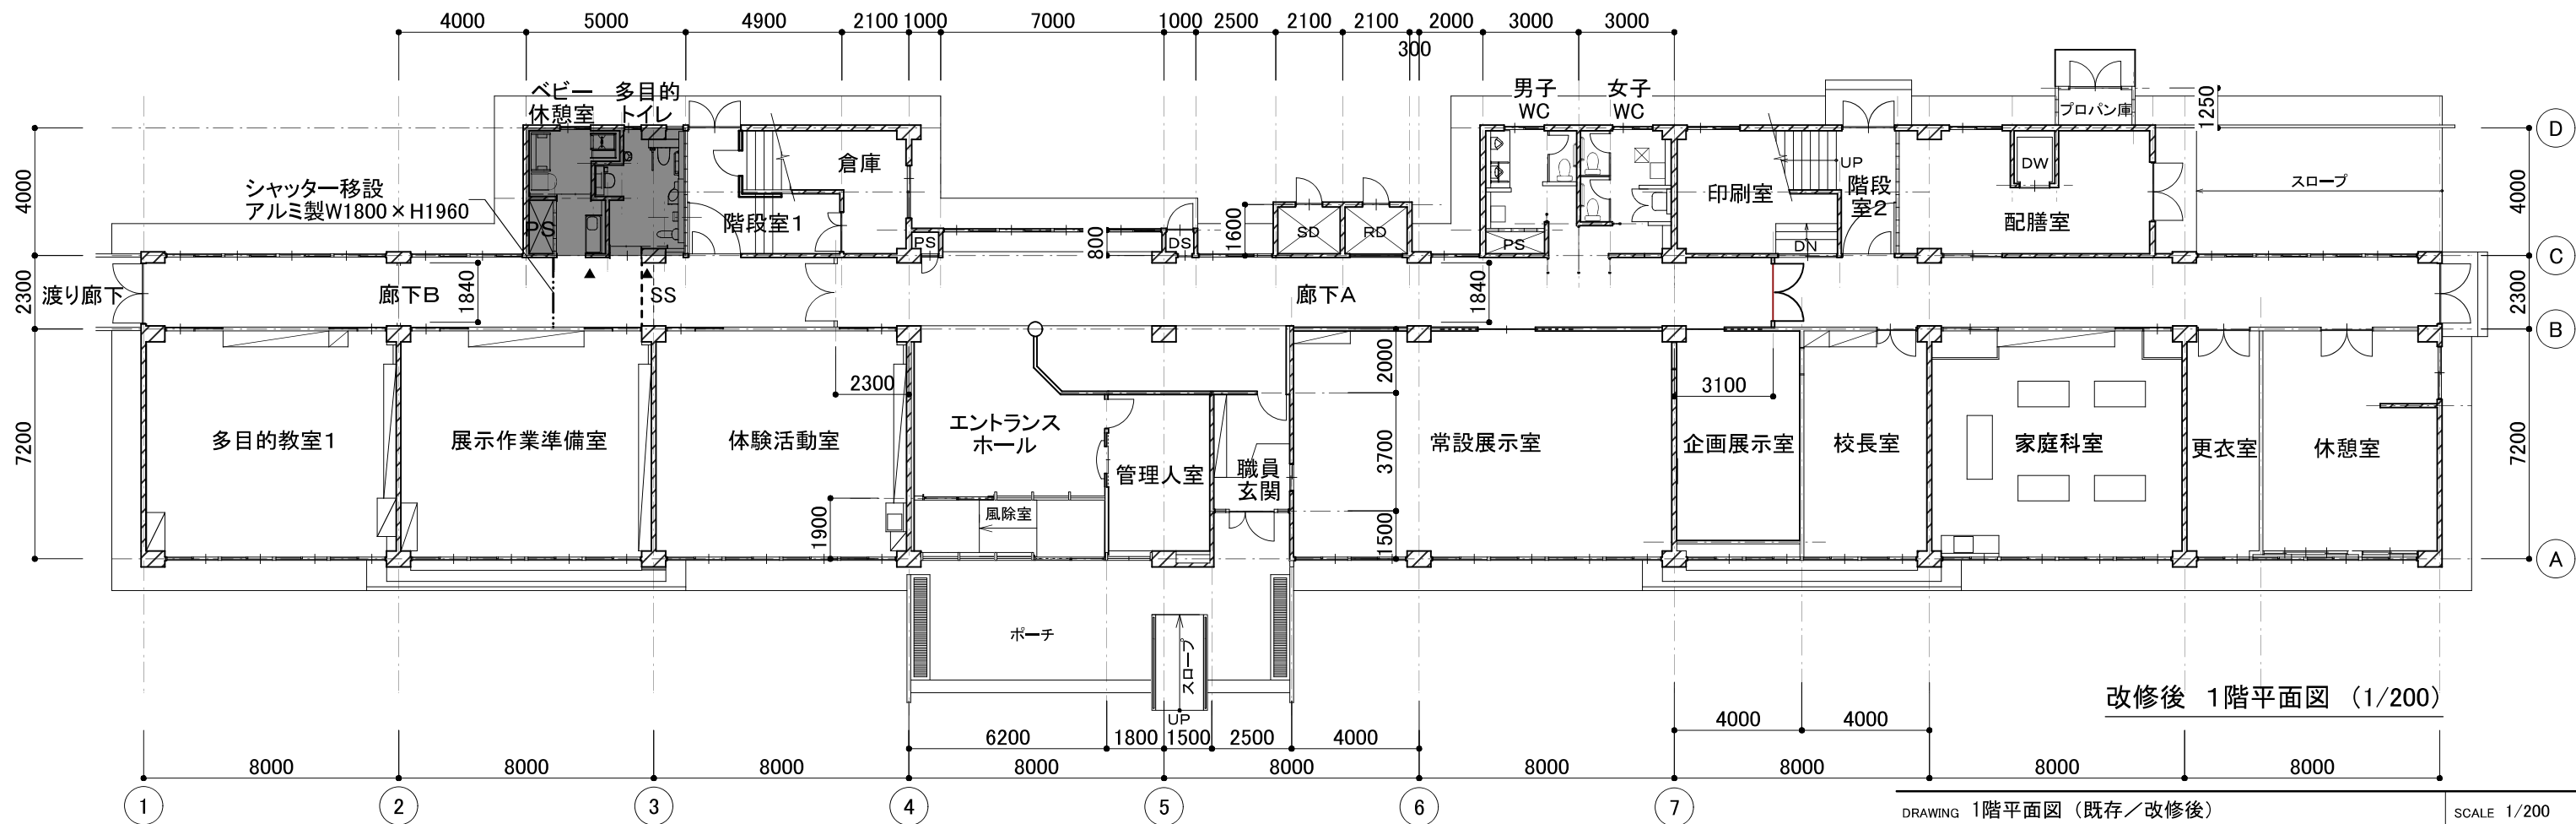 4000 5000 4900 2100 1000 7000 1000 2500 2100 2100 2000 3000 3000
300
ベビー
休憩室
多目的
トイレ
男子
WC
女子
WC
プロパン庫
1250
D
4000
シャッター移設
アルミ製W1800×H1960
倉庫
階段室1
PS
PS
800
DS
1600
SD
RD
PS
印刷室
UP
階段
室2
DN
DW
配膳室
スロープ
4000
C
2300
渡り廊下
廊下B
1840
SS
廊下A
1840
2300
B
7200
多目的教室1
展示作業準備室
体験活動室
2300
1900
エントランス
ホール
風除室
管理人室
職員
玄関
2000
3700
1500
常設展示室
3100
企画展示室
校長室
家庭科室
更衣室
休憩室
7200
A
ポーチ
スロープ
UP
改修後 1階平面図 (1/200)
6200 1800 1500 2500 4000 4000 4000
8000 8000 8000 8000 8000 8000 8000 8000 8000
1 2 3 4 5 6 7
DRAWING 1階平面図 (既存/改修後) SCALE 1/200